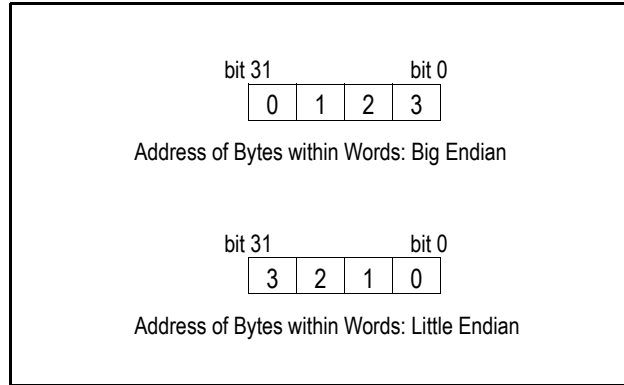 bit 31 bit 0
0 1 2 3
Address of Bytes within Words: Big Endian
bit 31 bit 0
3 2 1 0
Address of Bytes within Words: Little Endian